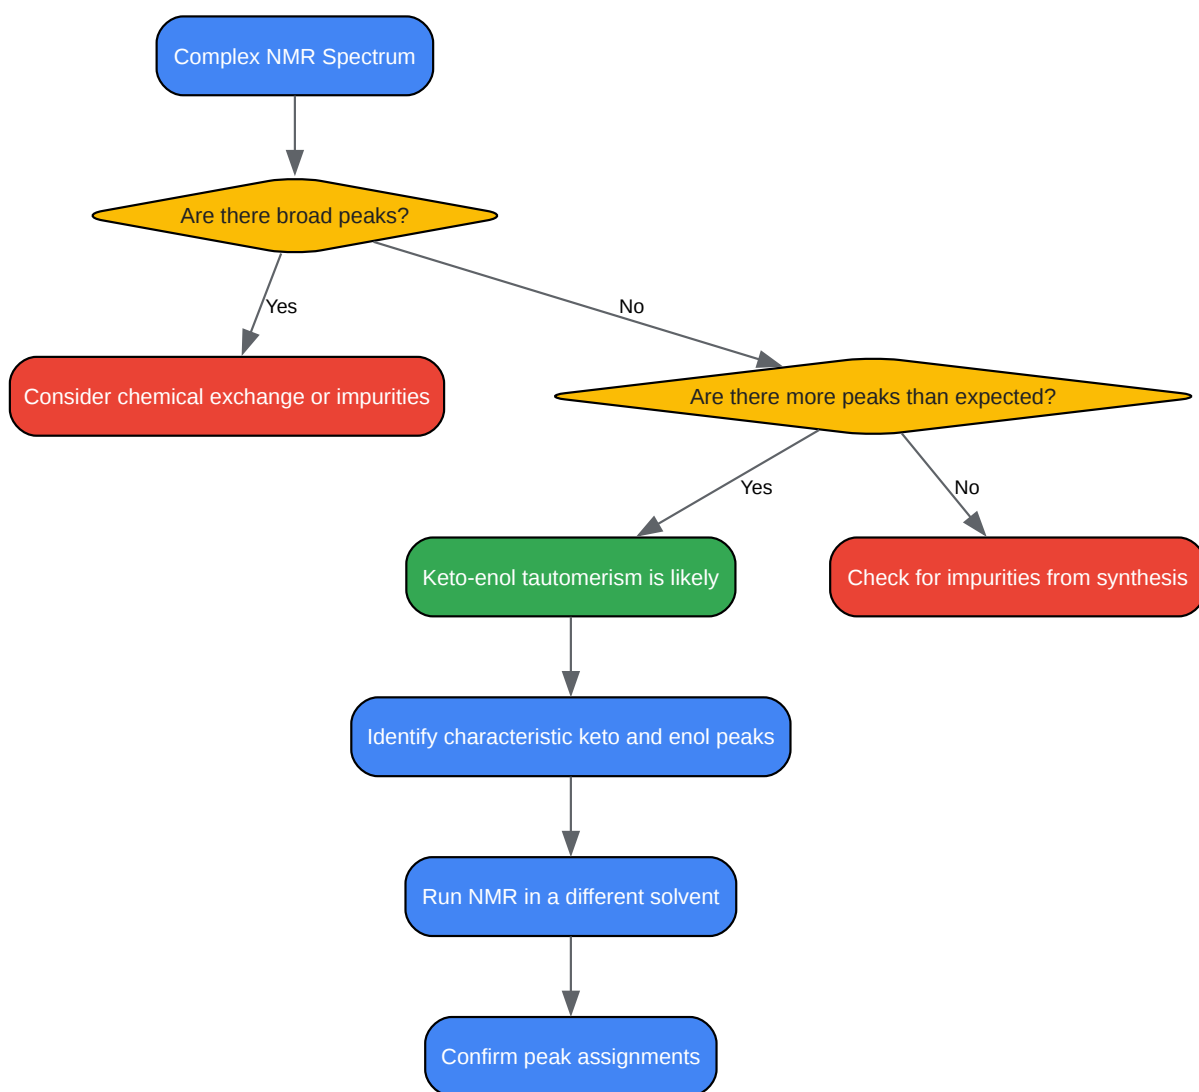 Complex NMR Spectrum
Are there broad peaks?
Yes
No
Consider chemical exchange or impurities
Are there more peaks than expected?
Yes
No
Keto-enol tautomerism is likely
Check for impurities from synthesis
Identify characteristic keto and enol peaks
Run NMR in a different solvent
Confirm peak assignments